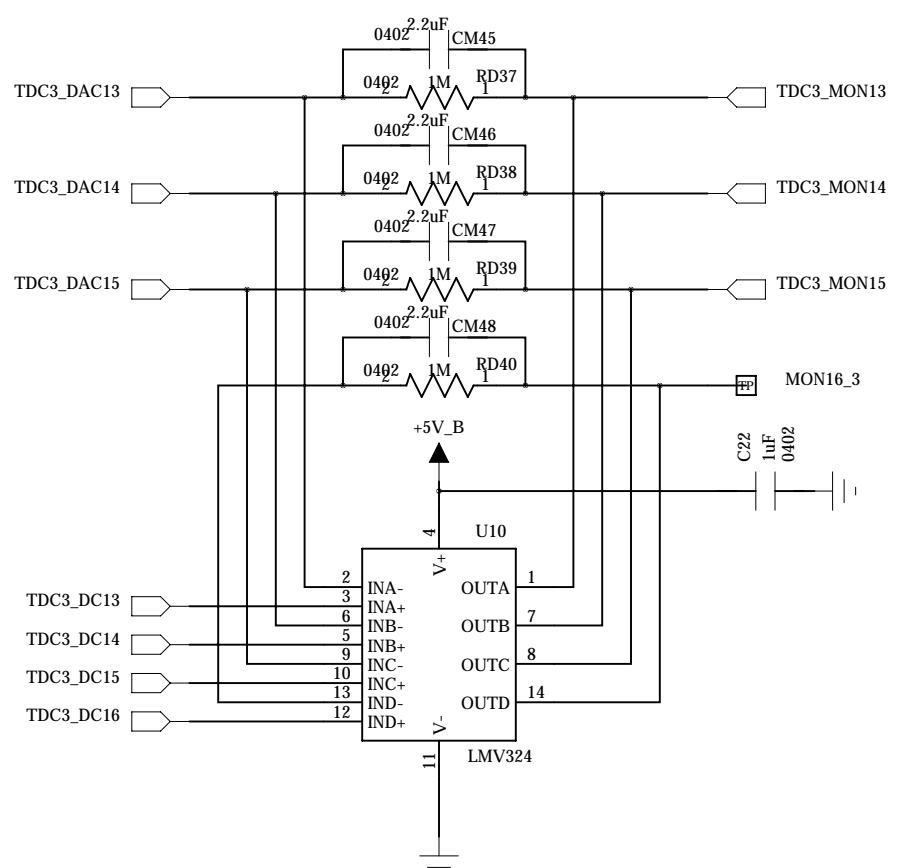 2.2uF
0402 CM45
TDC3_DAC13 0402 2 1M 1 RD37 TDC3_MON13
2.2uF
0402 CM46
TDC3_DAC14 0402 2 1M 1 RD38 TDC3_MON14
2.2uF
0402 CM47
TDC3_DAC15 0402 2 1M 1 RD39 TDC3_MON15
2.2uF
0402 CM48
0402 2 1M 1 RD40 TP MON16_3
+5V_B
C22
1uF
0402
4 U10
V+
2 INA- OUTA 1
TDC3_DC13 3 INA+
6 INB- OUTB 7
TDC3_DC14 5 INB+
9 INC- OUTC 8
TDC3_DC15 10 INC+
13 IND- OUTD 14
TDC3_DC16 12 IND+
V-
11 LMV324